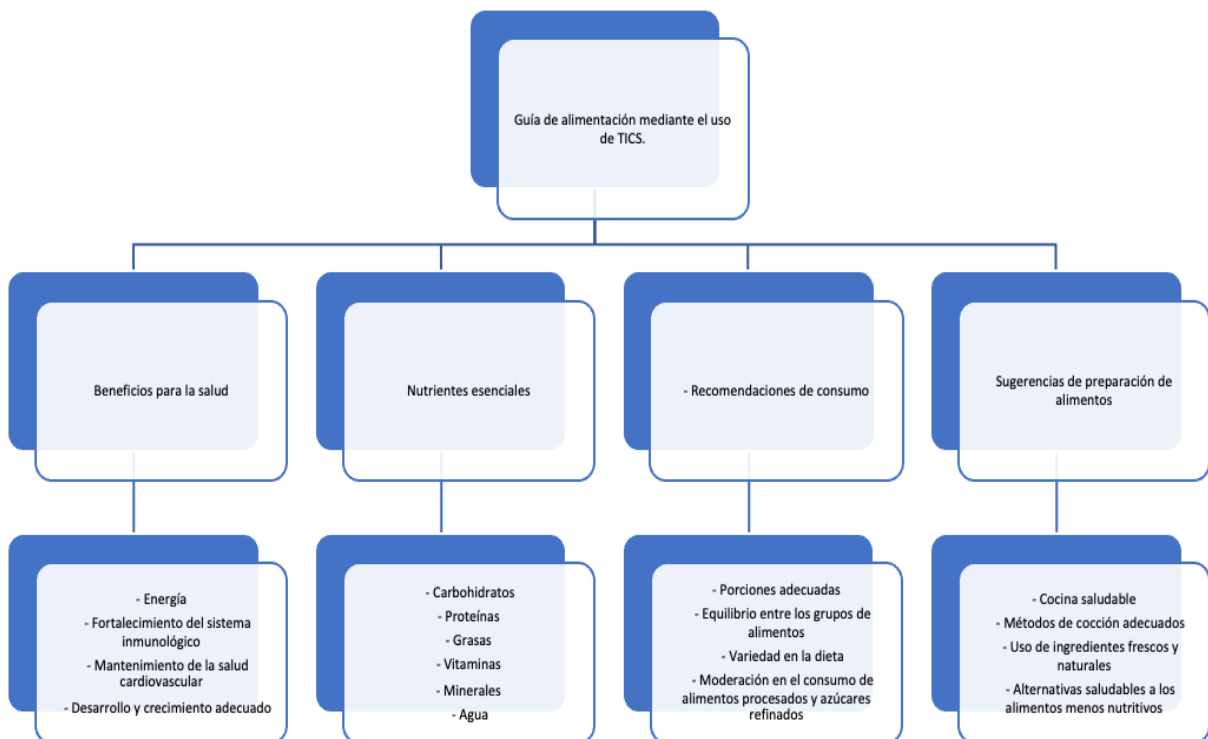 Guía de alimentación mediante el uso
de TICS.
Beneficios para la salud
Nutrientes esenciales
- Recomendaciones de consumo
Sugerencias de preparación de
alimentos
- Energía
- Fortalecimiento del sistema
inmunológico
- Mantenimiento de la salud
cardiovascular
- Desarrollo y crecimiento adecuado
- Carbohidratos
- Proteínas
- Grasas
- Vitaminas
- Minerales
- Agua
- Porciones adecuadas
- Equilibrio entre los grupos de
alimentos
- Variedad en la dieta
- Moderación en el consumo de
alimentos procesados y azúcares
refinados
- Cocina saludable
- Métodos de cocción adecuados
- Uso de ingredientes frescos y
naturales
- Alternativas saludables a los
alimentos menos nutritivos